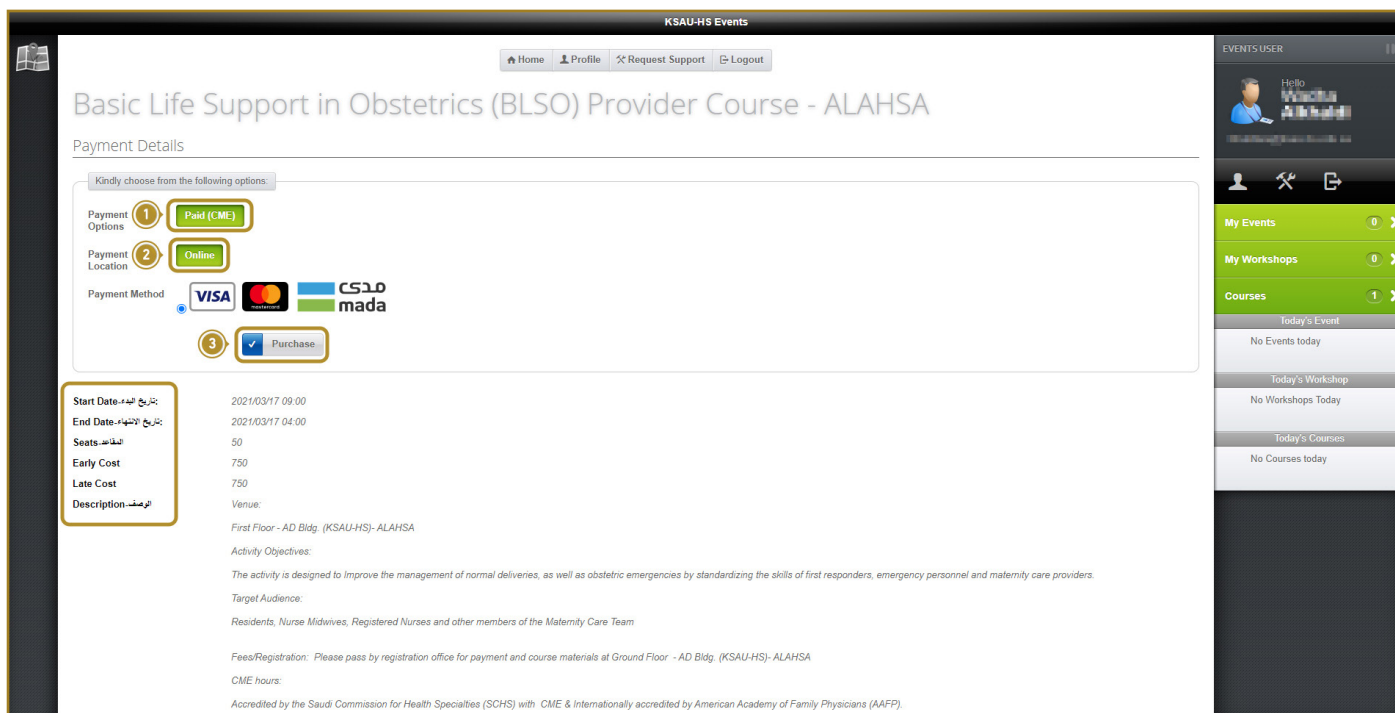 KSAU-HS Events
Home Profile Request Support Logout
Basic Life Support in Obstetrics (BLSO) Provider Course - ALAHSA
Payment Details
Kindly choose from the following options:
Payment Options 1 Paid (CME)
Payment Location 2 Online
Payment Method VISA mastercard مدى mada
3 Purchase
Start Date-تاريخ البدء: 2021/03/17 09:00
End Date-تاريخ الانتهاء: 2021/03/17 04:00
Seats-المقاعد 50
Early Cost 750
Late Cost 750
Description-الوصف Venue:
First Floor - AD Bldg. (KSAU-HS)- ALAHSA
Activity Objectives:
The activity is designed to Improve the management of normal deliveries, as well as obstetric emergencies by standardizing the skills of first responders, emergency personnel and maternity care providers.
Target Audience:
Residents, Nurse Midwives, Registered Nurses and other members of the Maternity Care Team
Fees/Registration: Please pass by registration office for payment and course materials at Ground Floor - AD Bldg. (KSAU-HS)- ALAHSA
CME hours:
Accredited by the Saudi Commission for Health Specialties (SCHS) with CME & Internationally accredited by American Academy of Family Physicians (AAFP).
EVENTS USER
Hello
My Events 0
My Workshops 0
Courses 1
Today's Event
No Events today
Today's Workshop
No Workshops Today
Today's Courses
No Courses today